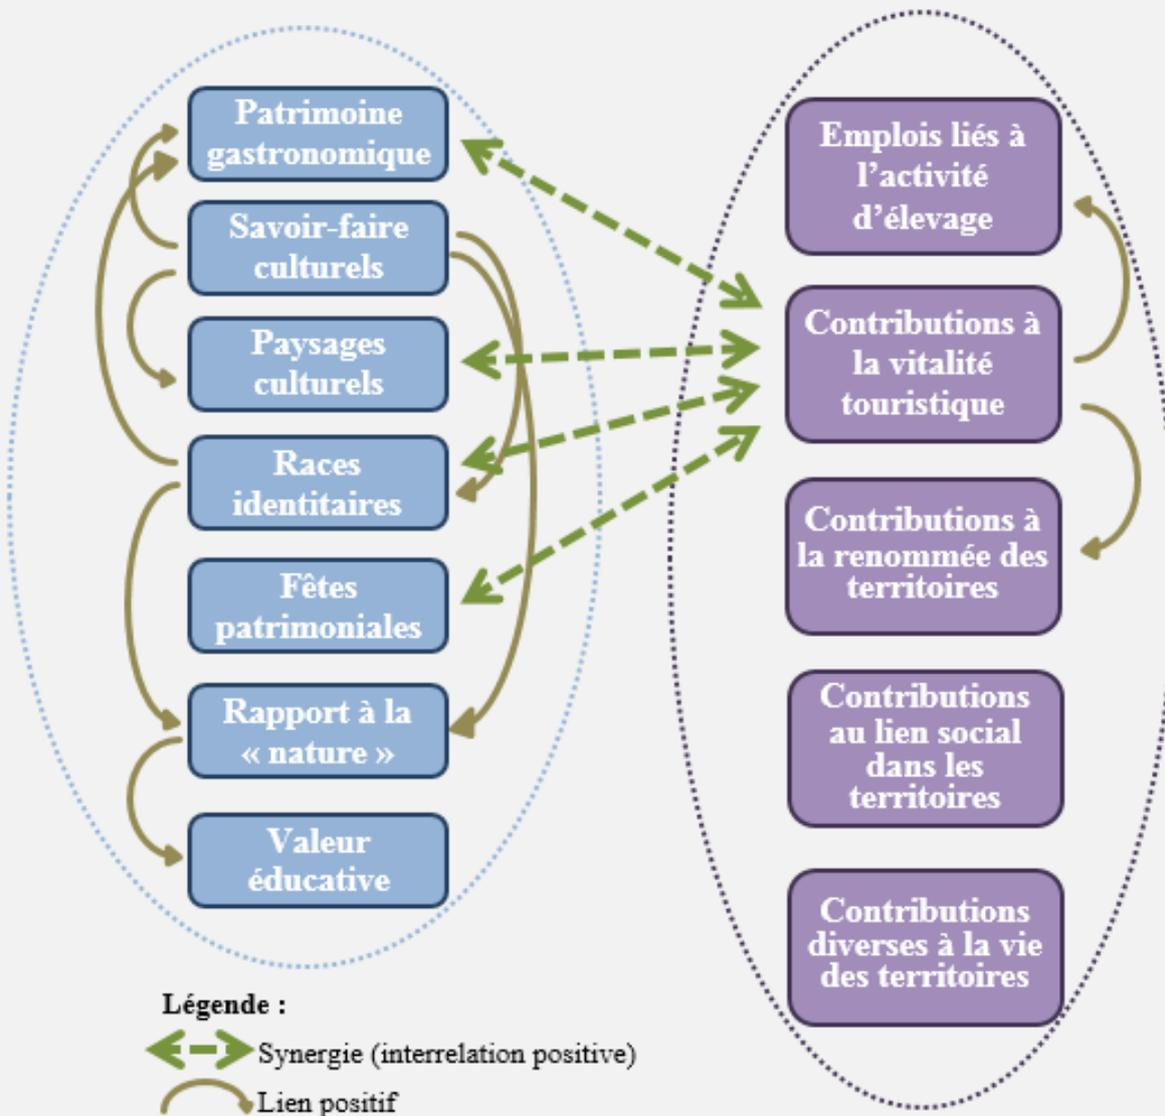 Patrimoine
gastronomique
Savoir-faire
culturels
Paysages
culturels
Races
identitaires
Fêtes
patrimoniales
Rapport à la
« nature »
Valeur
éducative
Emplois liés à
l’activité
d’élevage
Contributions à
la vitalité
touristique
Contributions à
la renommée des
territoires
Contributions
au lien social
dans les
territoires
Contributions
diverses à la vie
des territoires
Légende :
Synergie (interrelation positive)
Lien positif